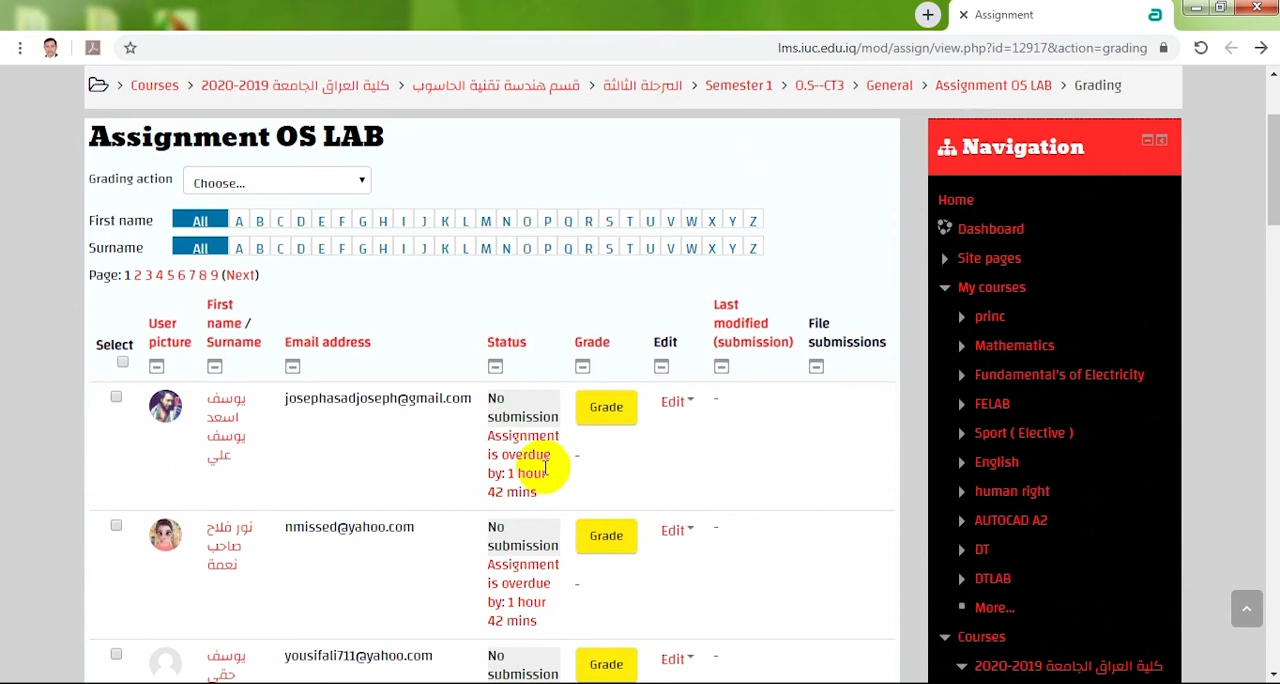 Assignment
lms.iuc.edu.iq/mod/assign/view.php?id=12917&action=grading
Courses
كلية العراق الجامعة 2019-2020
قسم هندسة تقنية الحاسوب
المرحلة الثالثة
Semester 1
O.S--CT3
General
Assignment OS LAB
Grading
Assignment OS LAB
Grading action
Choose...
First name All A B C D E F G H I J K L M N O P Q R S T U V W X Y Z
Surname All A B C D E F G H I J K L M N O P Q R S T U V W X Y Z
Page: 1 2 3 4 5 6 7 8 9 (Next)
Select
User
picture
First
name /
Surname
Email address
Status
Grade
Edit
Last
modified
(submission)
File
submissions
يوسف
اسعد
يوسف
علي
josephasadjoseph@gmail.com
No
submission
Assignment
is overdue
by: 1 hour
42 mins
Grade
-
Edit
-
نور فلاح
صاحب
نعمة
nmissed@yahoo.com
No
submission
Assignment
is overdue
by: 1 hour
42 mins
Grade
-
Edit
-
يوسف
حقي
yousifali711@yahoo.com
No
submission
Grade
Edit
-
Navigation
Home
Dashboard
Site pages
My courses
princ
Mathematics
Fundamental's of Electricity
FELAB
Sport ( Elective )
English
human right
AUTOCAD A2
DT
DTLAB
More...
Courses
كلية العراق الجامعة 2019-2020